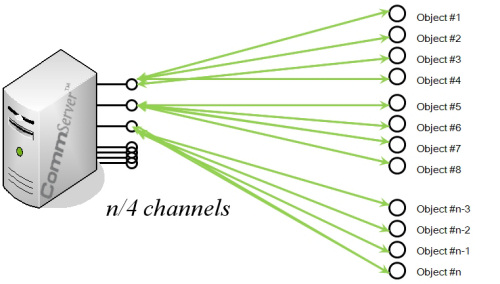 Object #1
Object #2
Object #3
Object #4
CommServer™
Object #5
Object #6
Object #7
Object #8
n/4 channels
Object #n-3
Object #n-2
Object #n-1
Object #n